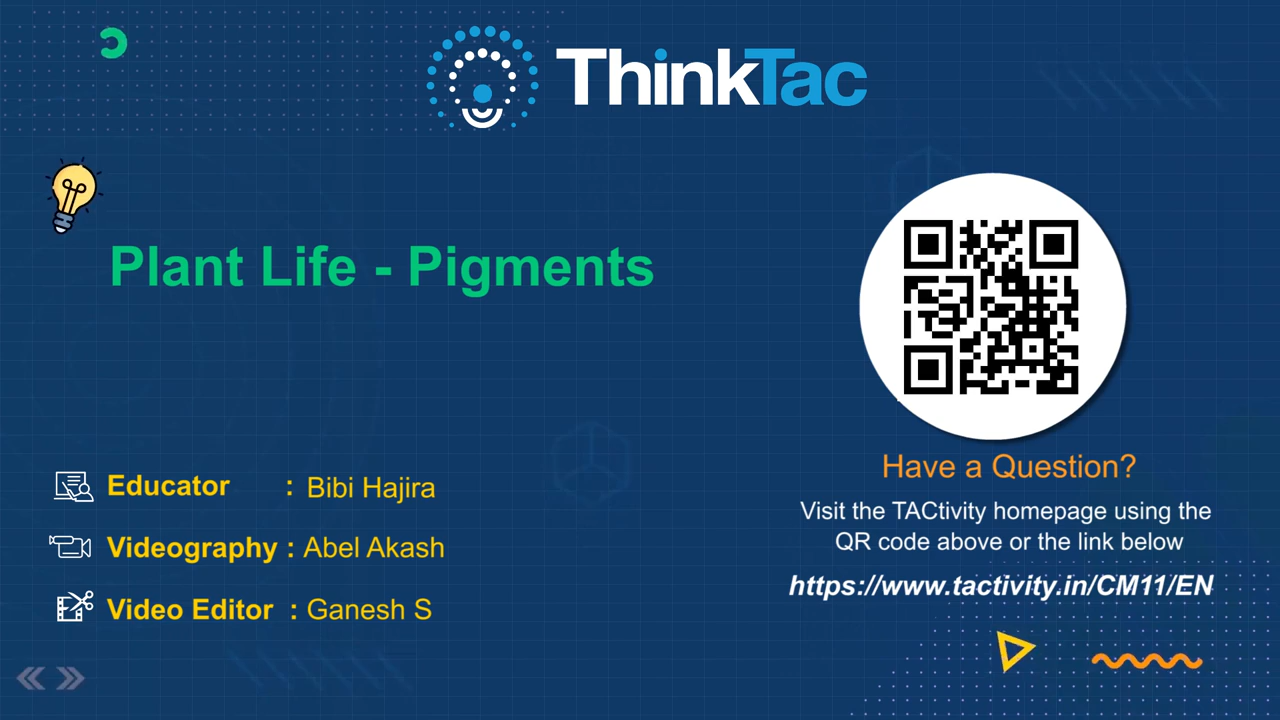 ThinkTac
Plant Life - Pigments
Educator : Bibi Hajira
Videography : Abel Akash
Video Editor : Ganesh S
Have a Question?
Visit the TACtivity homepage using the
QR code above or the link below
https://www.tactivity.in/CM11/EN